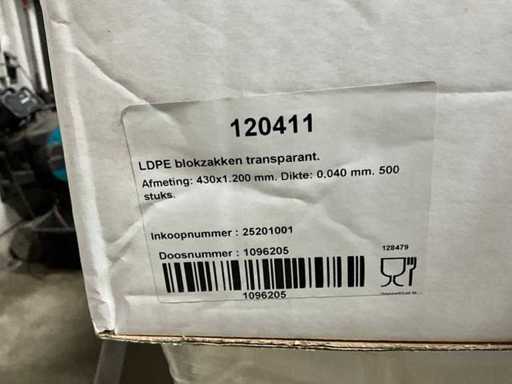 120411
LDPE blokzakken transparant.
Afmeting: 430x1.200 mm. Dikte: 0.040 mm. 500
stuks.
Inkoopnummer : 25201001
Doosnummer : 1096205
128479
1096205